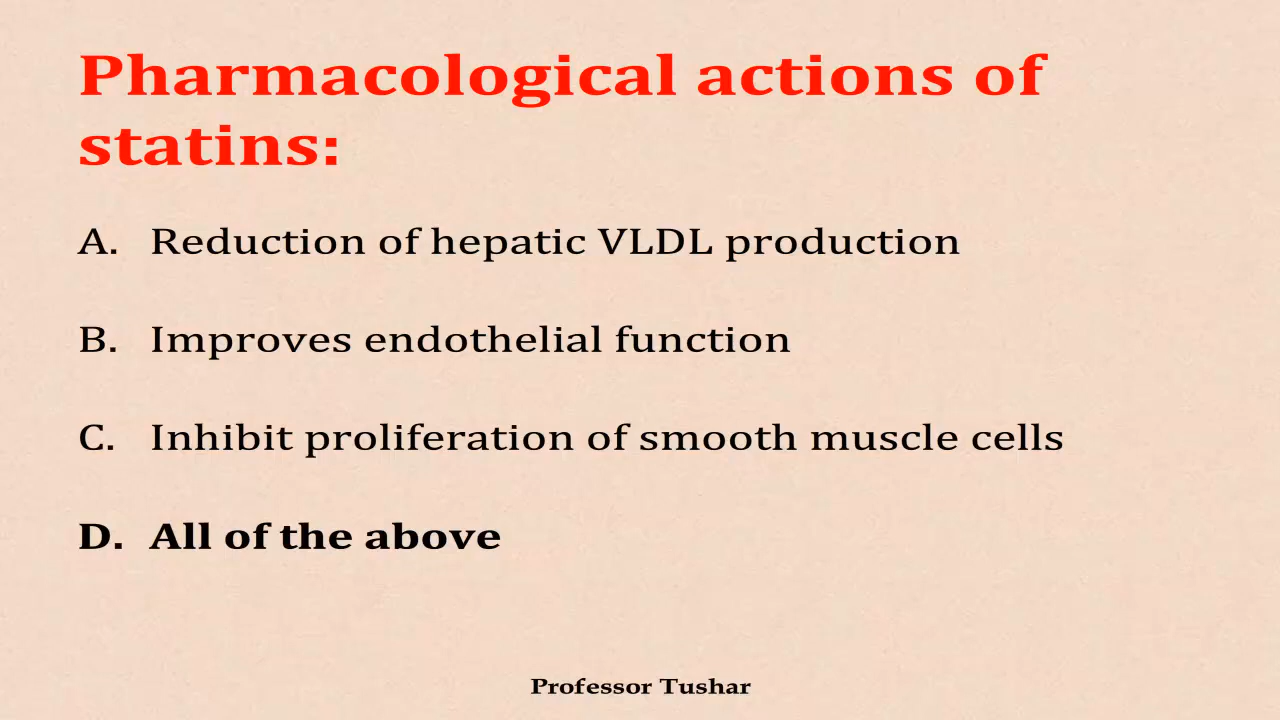 Pharmacological actions of
statins:
A. Reduction of hepatic VLDL production
B. Improves endothelial function
C. Inhibit proliferation of smooth muscle cells
D. All of the above
Professor Tushar